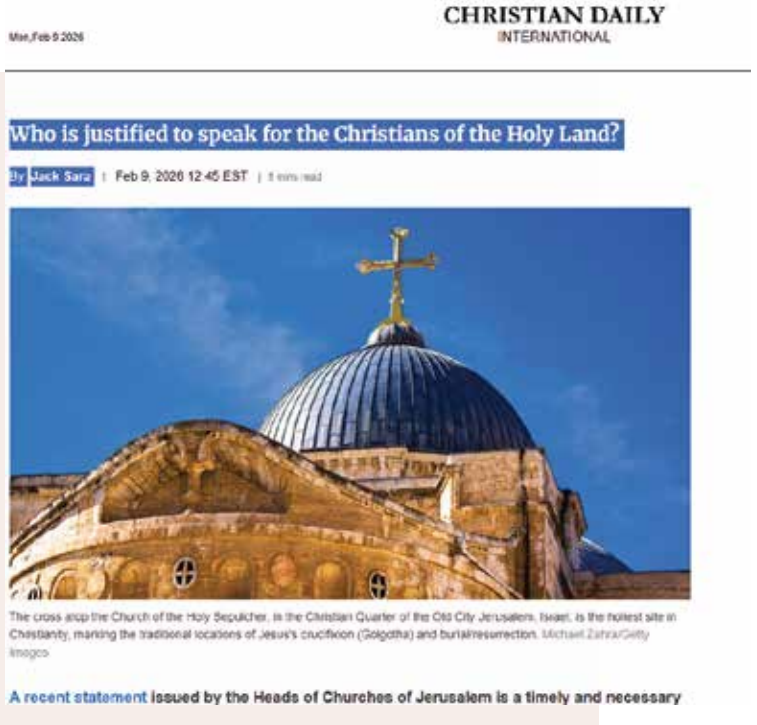 CHRISTIAN DAILY
Mon, Feb 9 2026
INTERNATIONAL
Who is justified to speak for the Christians of the Holy Land?
By Jack Sara | Feb 9, 2026 12:45 EST | mins read
The cross atop the Church of the Holy Sepulcher, in the Christian Quarter of the Old City Jerusalem, Israel, is the holiest site in
Christianity, marking the traditional locations of Jesus's crucifixion (Golgotha) and burial/resurrection. Michael Zahra/Getty
Images
A recent statement issued by the Heads of Churches of Jerusalem is a timely and necessary